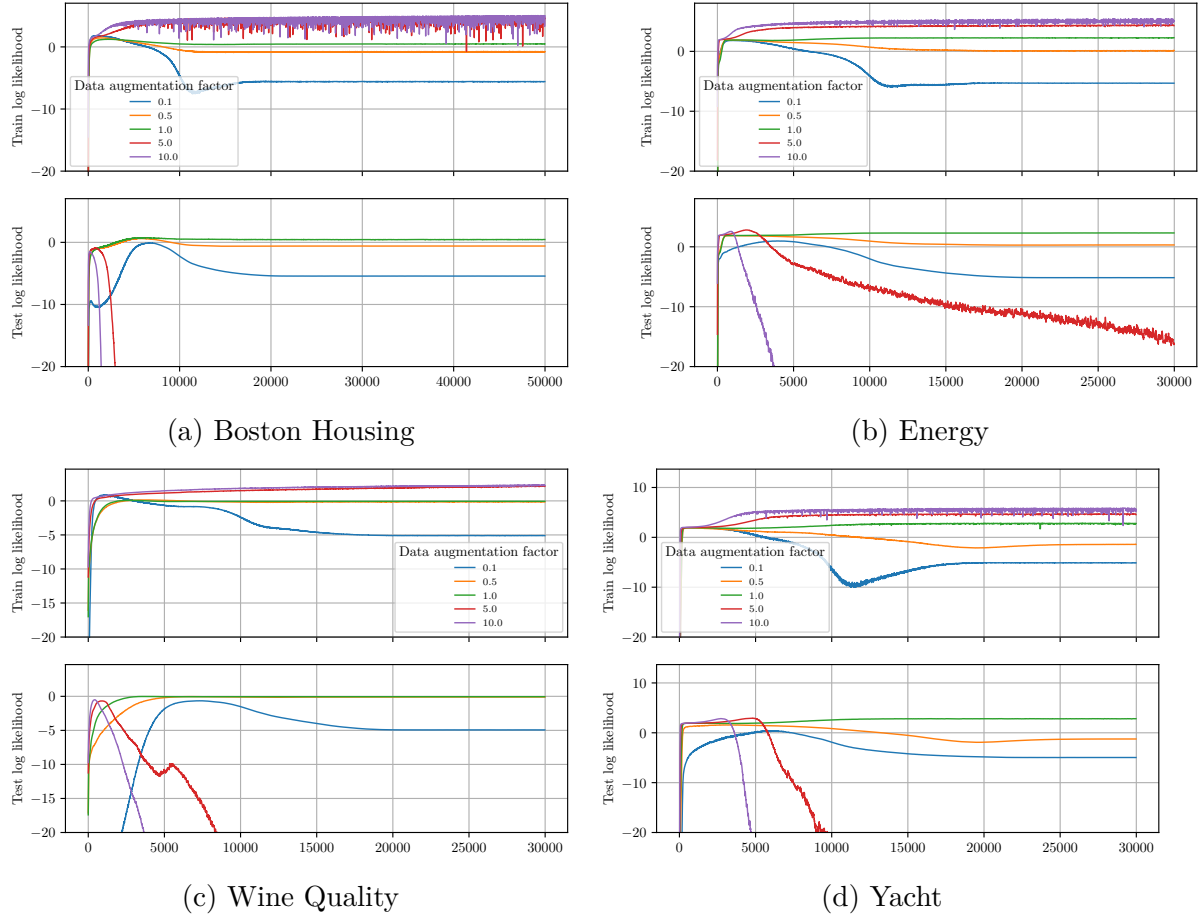 Train log likelihood
0
−10
−20
Data augmentation factor
0.1
0.5
1.0
5.0
10.0
Test log likelihood
0
−10
−20
0 10000 20000 30000 40000 50000
(a) Boston Housing
Train log likelihood
0
−10
−20
Data augmentation factor
0.1
0.5
1.0
5.0
10.0
Test log likelihood
0
−10
−20
0 5000 10000 15000 20000 25000 30000
(b) Energy
Train log likelihood
0
−5
−10
−15
−20
Data augmentation factor
0.1
0.5
1.0
5.0
10.0
Test log likelihood
0
−5
−10
−15
−20
0 5000 10000 15000 20000 25000 30000
(c) Wine Quality
Train log likelihood
10
0
−10
−20
Data augmentation factor
0.1
0.5
1.0
5.0
10.0
Test log likelihood
10
0
−10
−20
0 5000 10000 15000 20000 25000 30000
(d) Yacht